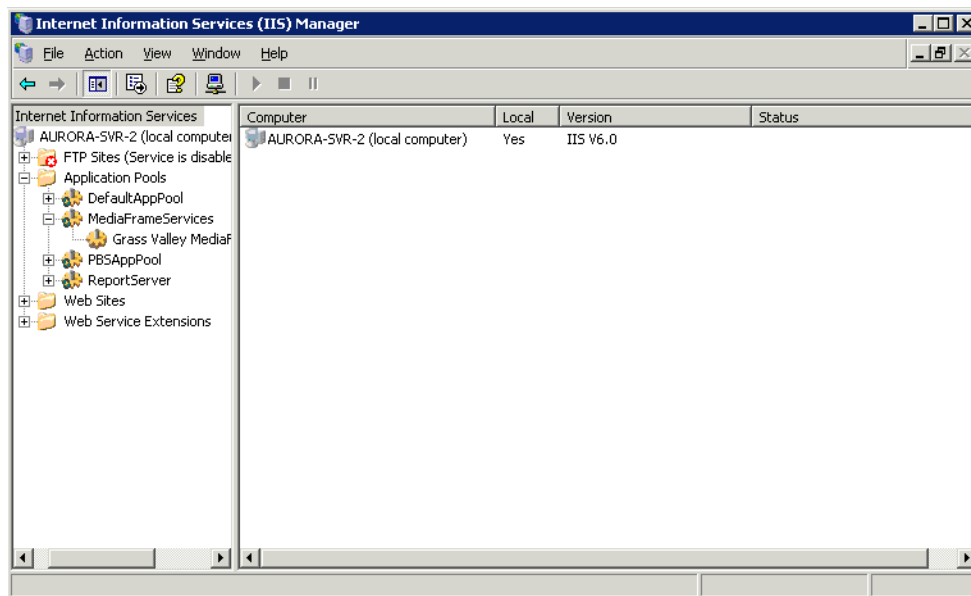 Internet Information Services (IIS) Manager
File Action View Window Help
Internet Information Services
Computer Local Version Status
AURORA-SVR-2 (local computer
AURORA-SVR-2 (local computer) Yes IIS V6.0
FTP Sites (Service is disable
Application Pools
DefaultAppPool
MediaFrameServices
Grass Valley MediaF
PBSAppPool
ReportServer
Web Sites
Web Service Extensions